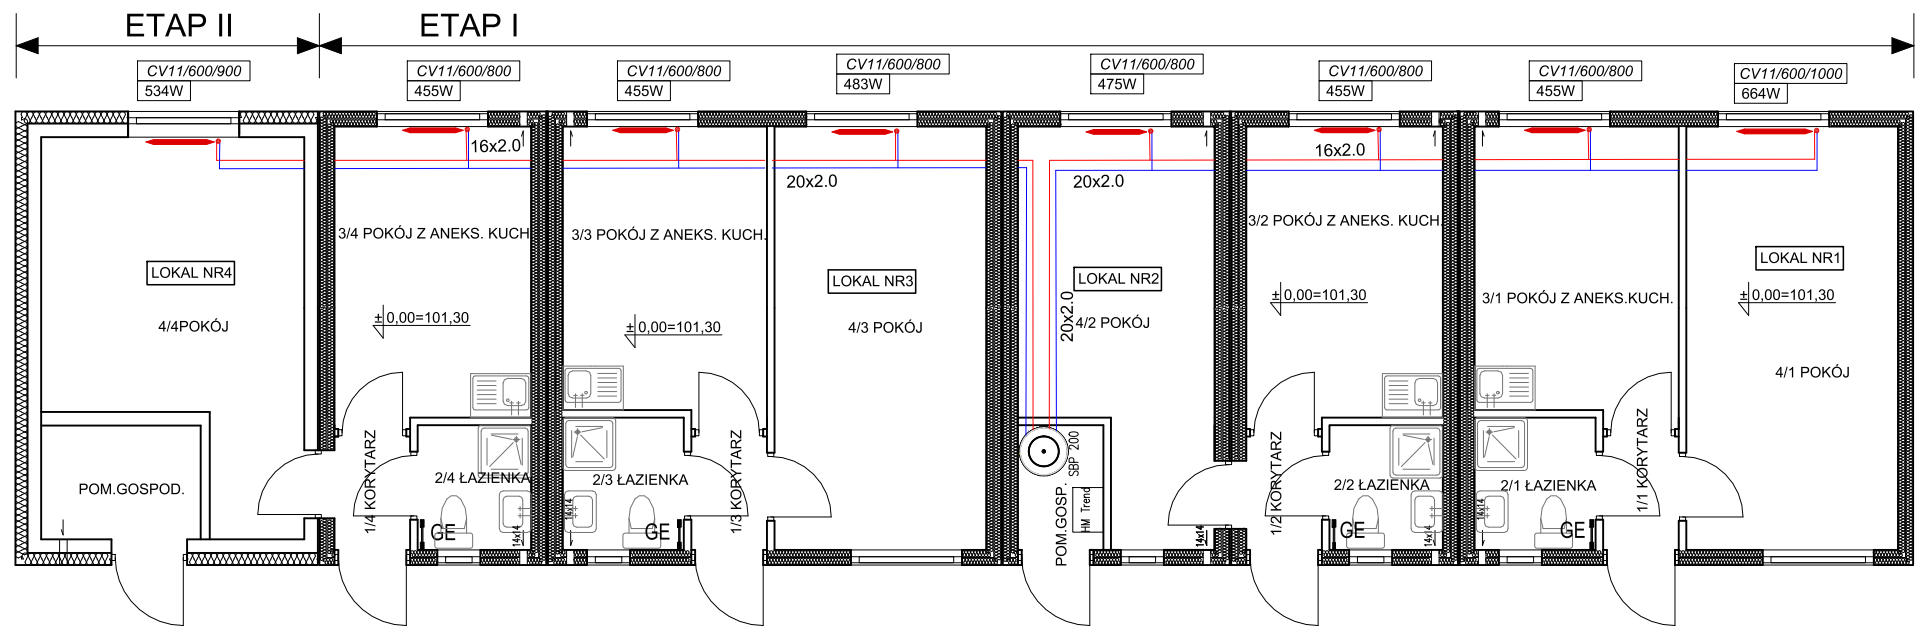 ETAP II
ETAP I
CV11/600/900
534W
CV11/600/800
455W
CV11/600/800
455W
CV11/600/800
483W
CV11/600/800
475W
CV11/600/800
455W
CV11/600/800
455W
CV11/600/1000
664W
16x2.0
20x2.0
20x2.0
16x2.0
3/4 POKÓJ Z ANEKS. KUCH.
3/3 POKÓJ Z ANEKS. KUCH.
3/2 POKÓJ Z ANEKS. KUCH.
LOKAL NR4
LOKAL NR3
LOKAL NR2
LOKAL NR1
4/4POKÓJ
± 0,00=101,30
± 0,00=101,30
4/3 POKÓJ
20x2.0
4/2 POKÓJ
± 0,00=101,30
3/1 POKÓJ Z ANEKS.KUCH.
± 0,00=101,30
4/1 POKÓJ
POM.GOSPOD.
1/4 KORYTARZ
2/4 ŁAZIENKA
GE
14x14
14x14
2/3 ŁAZIENKA
GE
1/3 KORYTARZ
POM.GOSP.
SBP 200
HM Trend
14x14
1/2 KORYTARZ
2/2 ŁAZIENKA
GE
14x14
14x14
2/1 ŁAZIENKA
GE
1/1 KORYTARZ